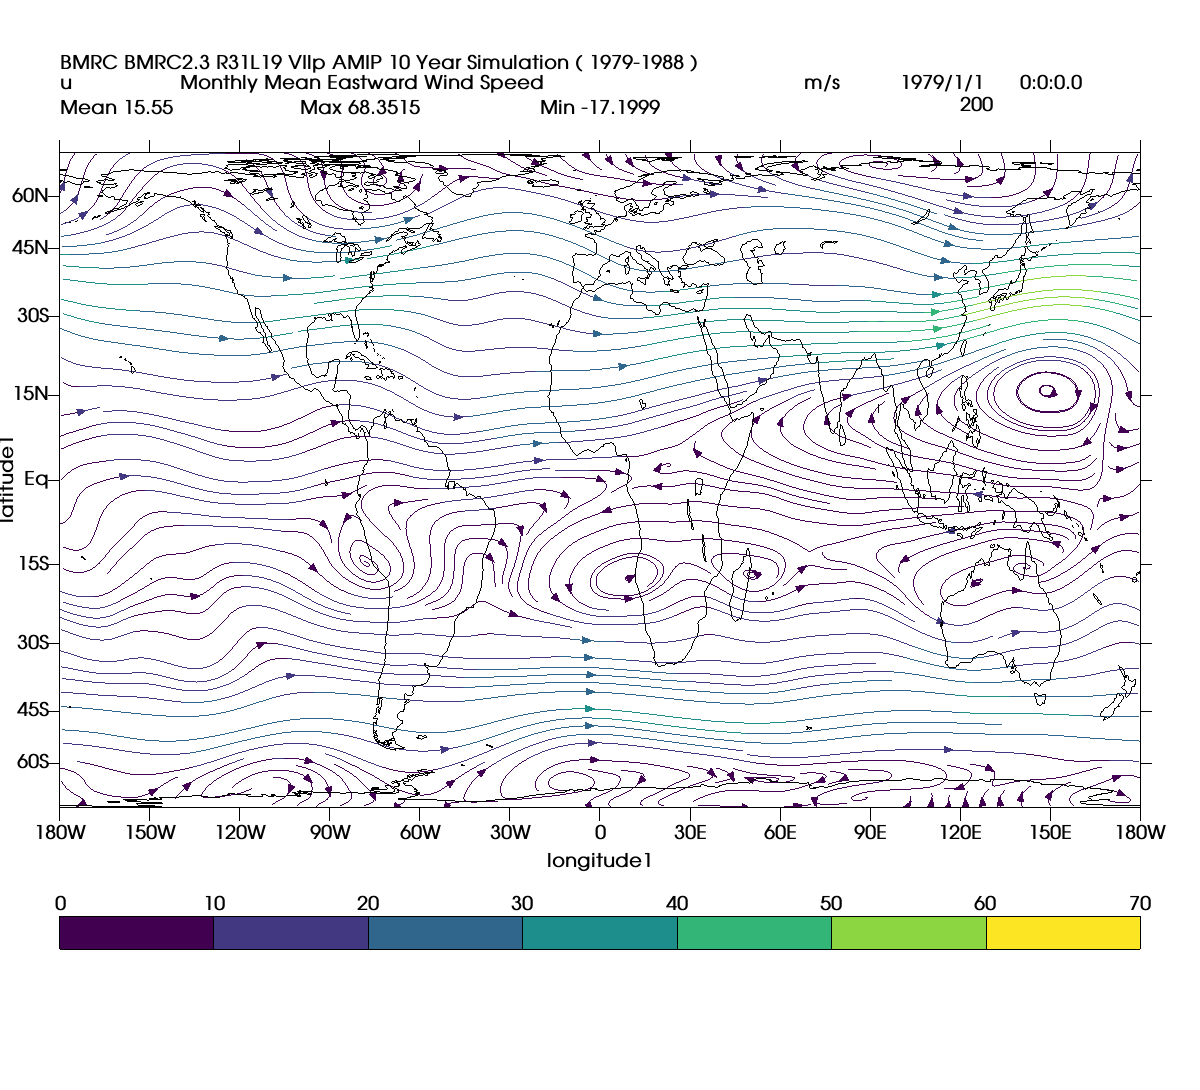 BMRC BMRC2.3 R31L19 VIIp AMIP 10 Year Simulation ( 1979-1988 )
u Monthly Mean Eastward Wind Speed m/s 1979/1/1 0:0:0.0
Mean 15.55 Max 68.3515 Min -17.1999 200
60N
45N
30S
15N
Eq
15S
30S
45S
60S
latitude1
180W 150W 120W 90W 60W 30W 0 30E 60E 90E 120E 150E 180W
longitude1
0 10 20 30 40 50 60 70